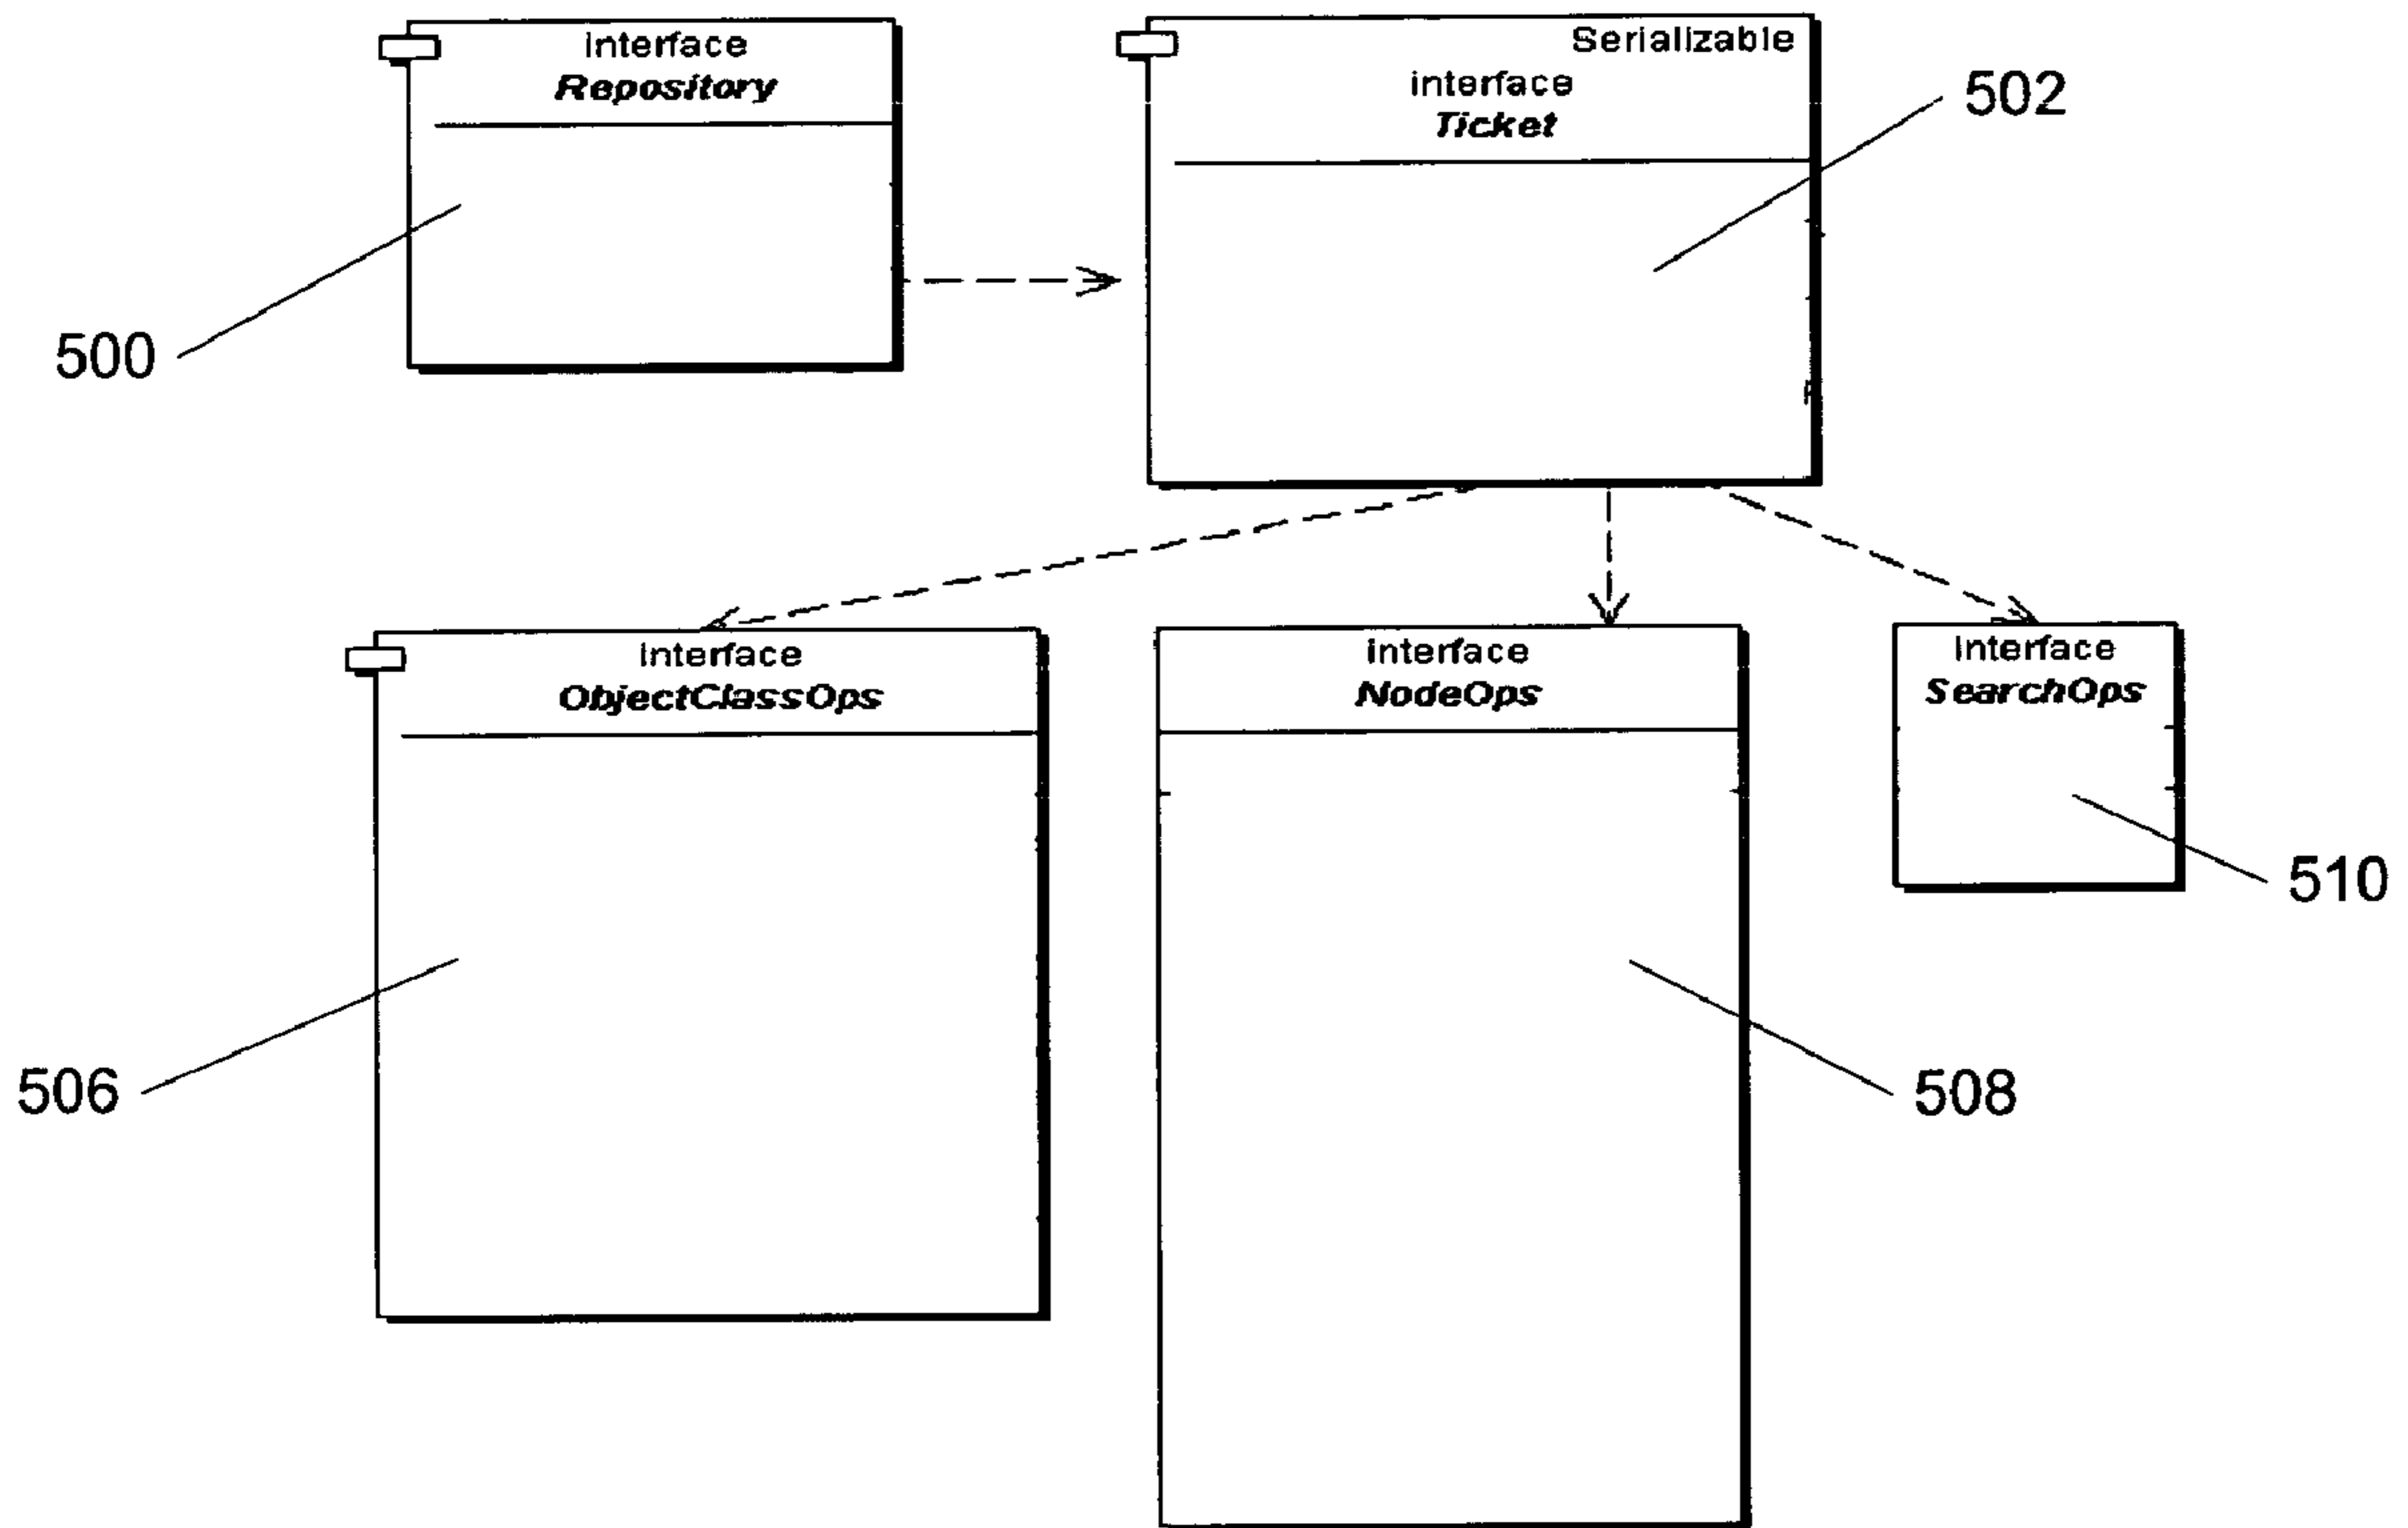 interface
Repository
500
Serializable
interface
Ticket
502
Interface
ObjectClassOps
506
interface
NodeOps
508
Interface
SearchOps
510